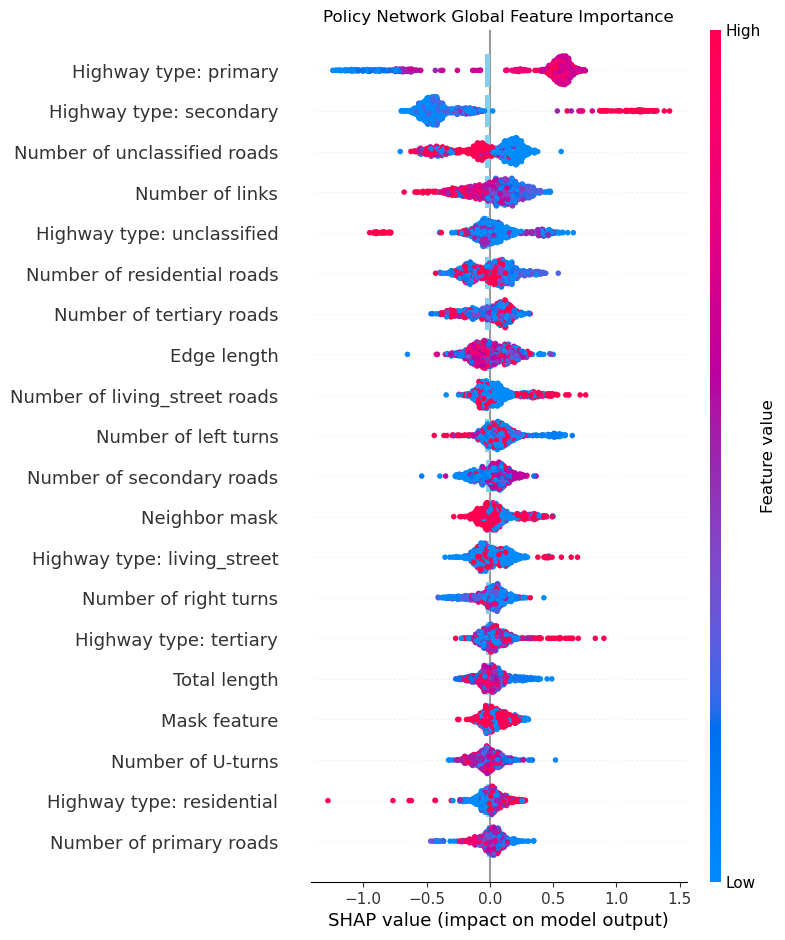 Policy Network Global Feature Importance
High
Highway type: primary
Highway type: secondary
Number of unclassified roads
Number of links
Highway type: unclassified
Number of residential roads
Number of tertiary roads
Edge length
Number of living_street roads
Number of left turns
Number of secondary roads
Neighbor mask
Highway type: living_street
Number of right turns
Highway type: tertiary
Total length
Mask feature
Number of U-turns
Highway type: residential
Number of primary roads
Feature value
Low
−1.0 −0.5 0.0 0.5 1.0 1.5
SHAP value (impact on model output)